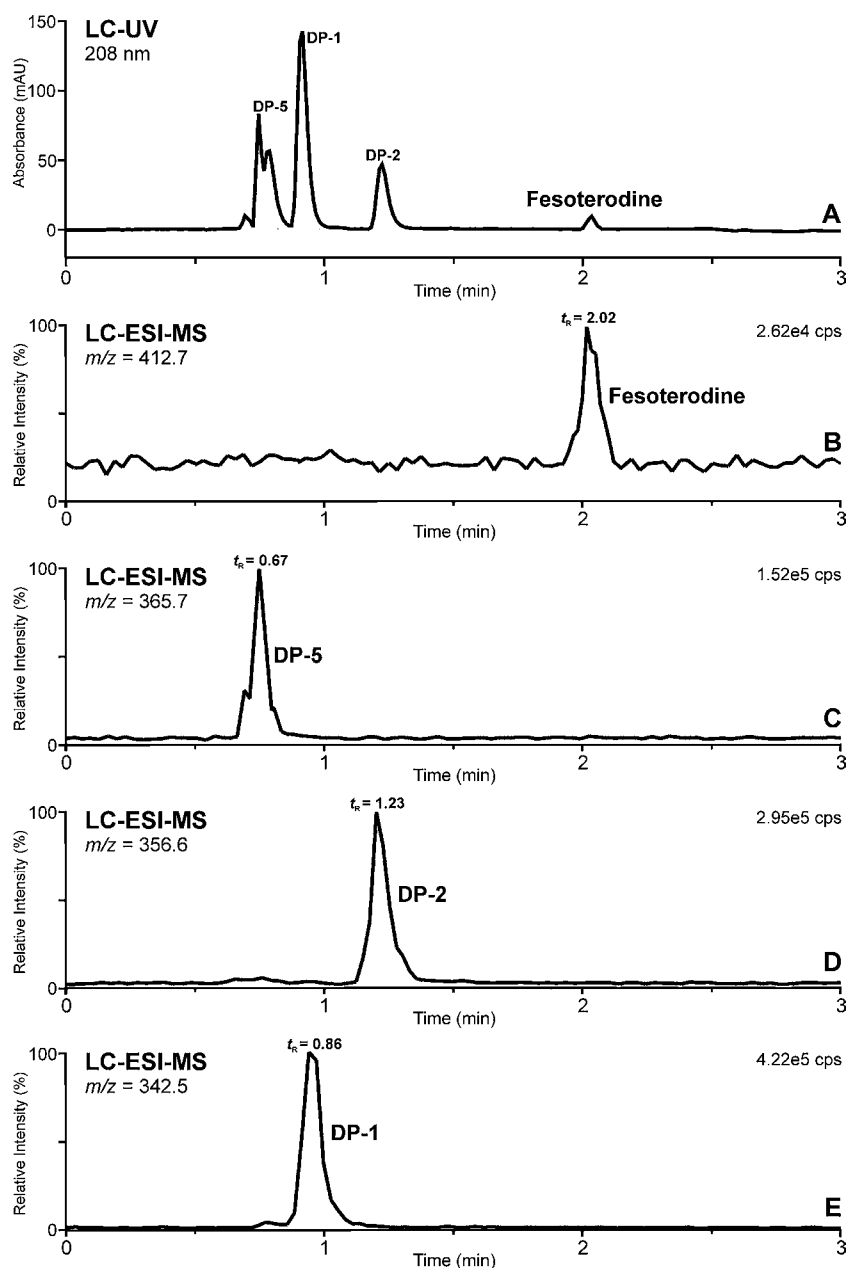 LC-UV
208 nm
150
100
50
0
Absorbance (mAU)
DP-5
DP-1
DP-2
Fesoterodine
A
0 1 2 3
Time (min)
LC-ESI-MS
m/z = 412.7
100
0
Relative Intensity (%)
tR = 2.02
2.62e4 cps
Fesoterodine
B
0 1 2 3
Time (min)
LC-ESI-MS
m/z = 365.7
100
0
Relative Intensity (%)
tR = 0.67
1.52e5 cps
DP-5
C
0 1 2 3
Time (min)
LC-ESI-MS
m/z = 356.6
100
0
Relative Intensity (%)
tR = 1.23
2.95e5 cps
DP-2
D
0 1 2 3
Time (min)
LC-ESI-MS
m/z = 342.5
100
0
Relative Intensity (%)
tR = 0.86
4.22e5 cps
DP-1
E
0 1 2 3
Time (min)